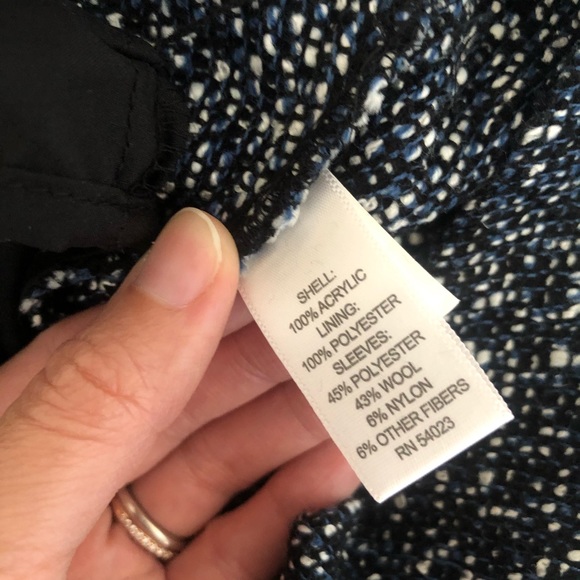 SHELL:
100% ACRYLIC
LINING:
100% POLYESTER
SLEEVES:
45% POLYESTER
43% WOOL
6% NYLON
6% OTHER FIBERS
RN 54023